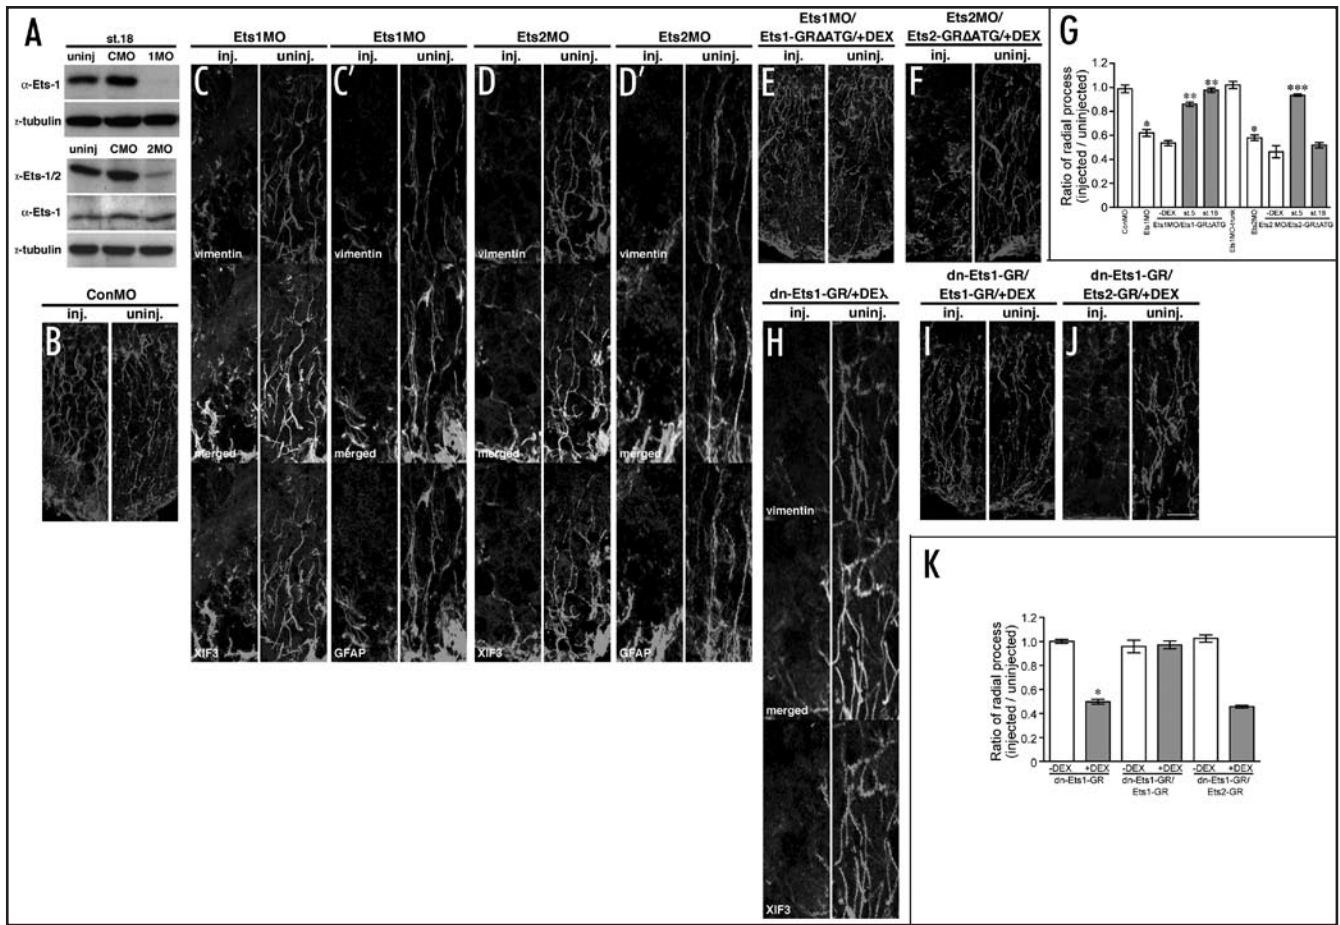 A
st.18
uninj CMO 1MO
α-Ets-1
α-tubulin
uninj CMO 2MO
α-Ets-1/2
α-Ets-1
α-tubulin
ConMO
inj. uninj.
B
Ets1MO
inj. uninj.
C
vimentin
merged
XIF3
Ets1MO
inj. uninj.
C'
vimentin
merged
GFAP
Ets2MO
inj. uninj.
D
vimentin
merged
XIF3
Ets2MO
inj. uninj.
D'
vimentin
merged
GFAP
Ets1MO/
Ets1-GRΔATG/+DEX
inj. uninj.
E
Ets2MO/
Ets2-GRΔATG/+DEX
inj. uninj.
F
G
Ratio of radial process
(injected / uninjected)
1.2
1.0
0.8
0.6
0.4
1.2
0
* ** ** * ***
ConMO
Ets1MO
-DEX st.5 st.18
Ets1MO/Ets1-GRΔATG
Ets1MO-trunk
Ets2MO
-DEX st.5 st.18
Ets2 MO/Ets2-GRΔATG
dn-Ets1-GR/+DEX
inj. uninj.
H
vimentin
merged
XIF3
dn-Ets1-GR/
Ets1-GR/+DEX
inj. uninj.
I
dn-Ets1-GR/
Ets2-GR/+DEX
inj. uninj.
J
K
Ratio of radial process
(injected / uninjected)
1.2
1.0
0.8
0.6
0.4
1.2
0
*
-DEX +DEX -DEX +DEX -DEX +DEX
dn-Ets1-GR dn-Ets1-GR/ dn-Ets1-GR/
Ets1-GR Ets2-GR